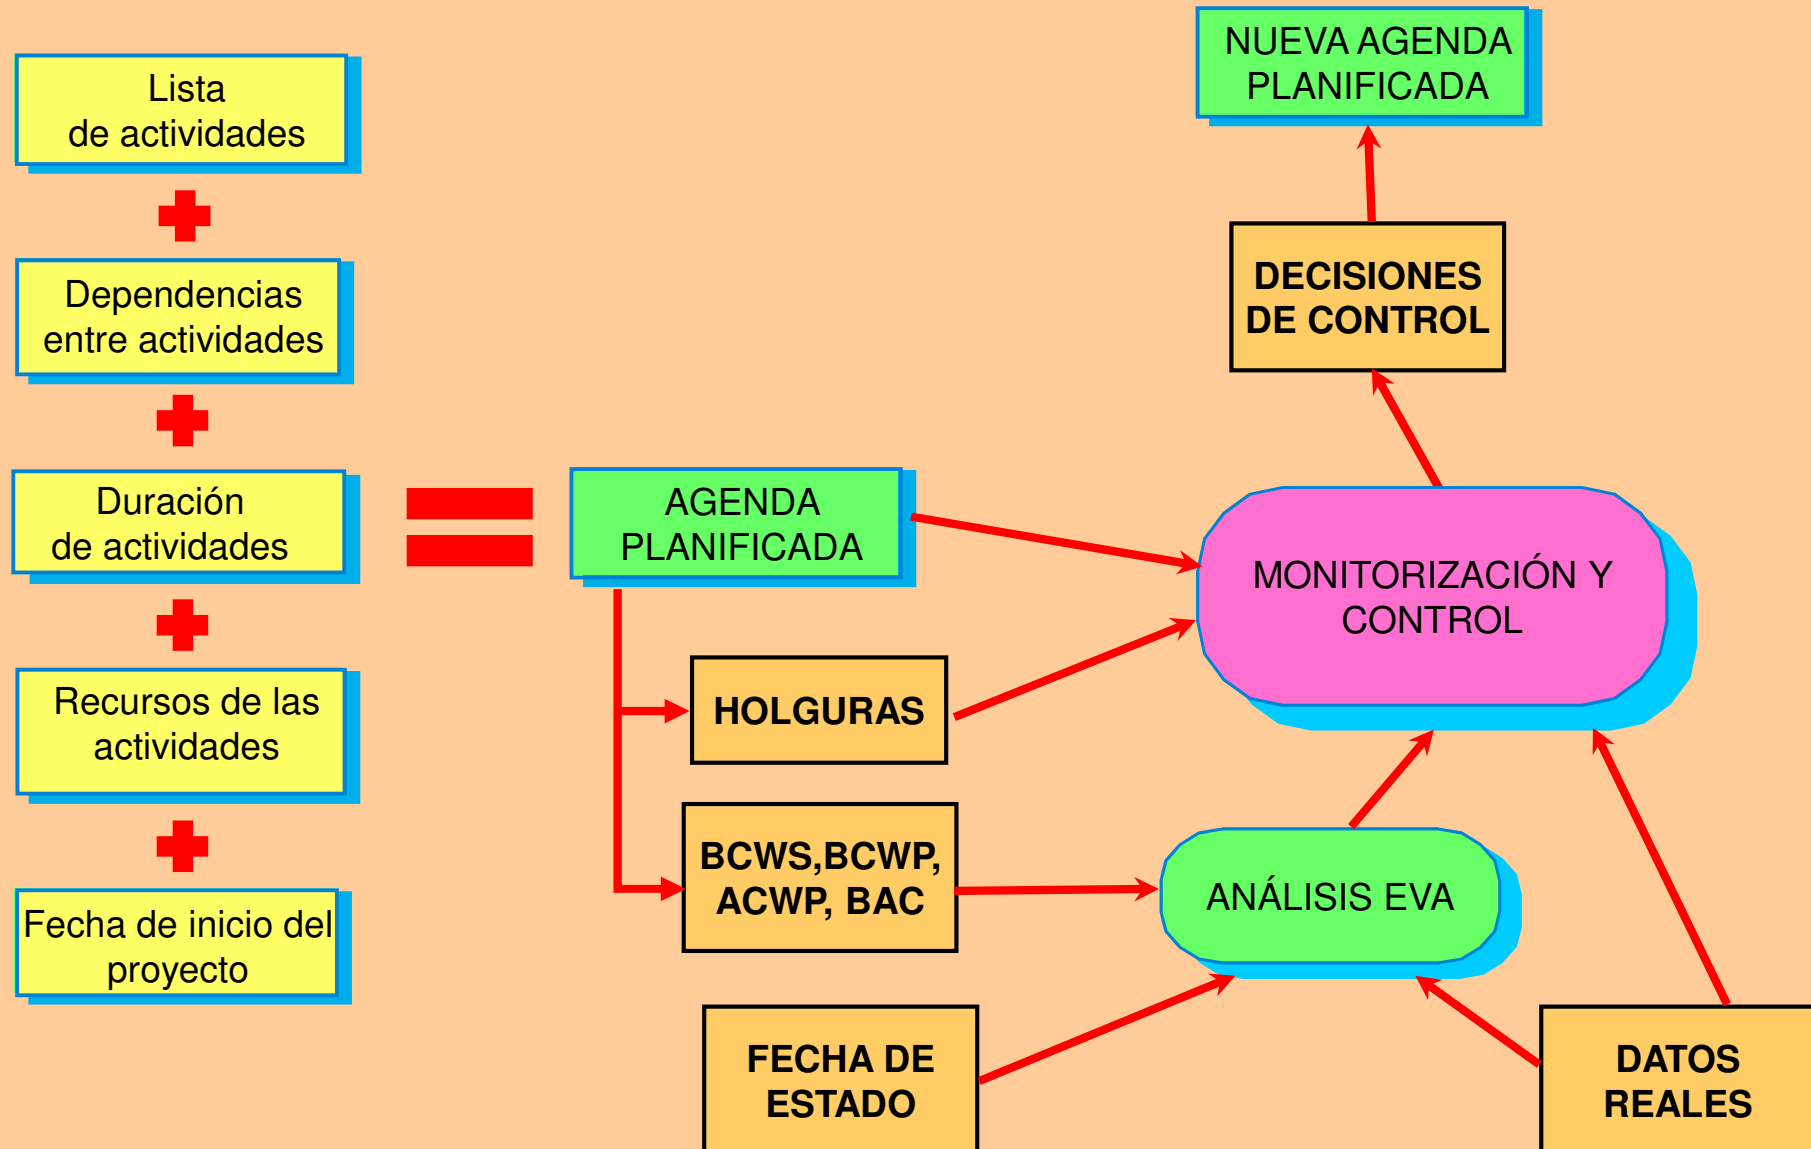 Lista
de actividades
Dependencias
entre actividades
Duración
de actividades
Recursos de las
actividades
Fecha de inicio del
proyecto
AGENDA
PLANIFICADA
HOLGURAS
BCWS,BCWP,
ACWP, BAC
FECHA DE
ESTADO
NUEVA AGENDA
PLANIFICADA
DECISIONES
DE CONTROL
MONITORIZACIÓN Y
CONTROL
ANÁLISIS EVA
DATOS
REALES